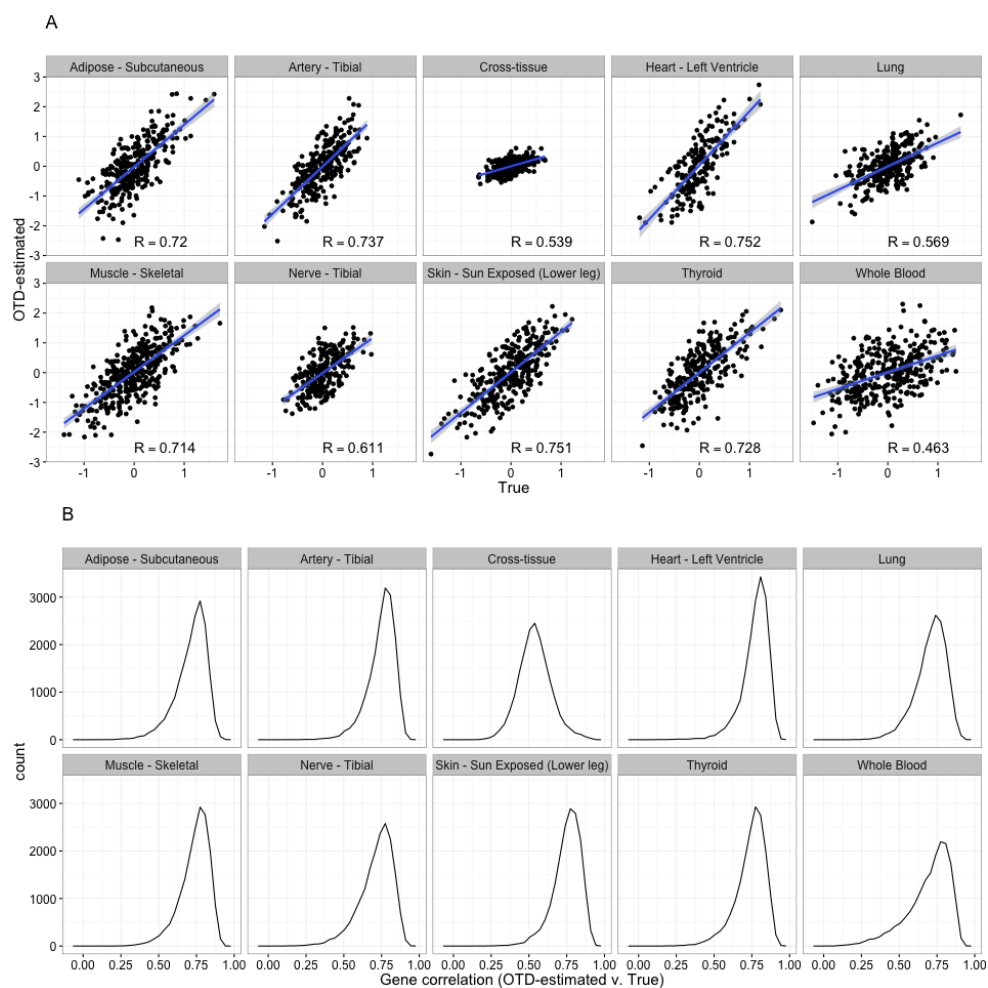 A
Adipose - Subcutaneous Artery - Tibial Cross-tissue Heart - Left Ventricle Lung
3
2
1
0
-1
-2
-3
R = 0.72 R = 0.737 R = 0.539 R = 0.752 R = 0.569
OTD-estimated
Muscle - Skeletal Nerve - Tibial Skin - Sun Exposed (Lower leg) Thyroid Whole Blood
3
2
1
0
-1
-2
-3
R = 0.714 R = 0.611 R = 0.751 R = 0.728 R = 0.463
-1 0 1 -1 0 1 -1 0 1 -1 0 1 -1 0 1
True
B
Adipose - Subcutaneous Artery - Tibial Cross-tissue Heart - Left Ventricle Lung
3000
2000
1000
0
count
Muscle - Skeletal Nerve - Tibial Skin - Sun Exposed (Lower leg) Thyroid Whole Blood
3000
2000
1000
0
0.00 0.25 0.50 0.75 1.00 0.00 0.25 0.50 0.75 1.00 0.00 0.25 0.50 0.75 1.00 0.00 0.25 0.50 0.75 1.00 0.00 0.25 0.50 0.75 1.00
Gene correlation (OTD-estimated v. True)